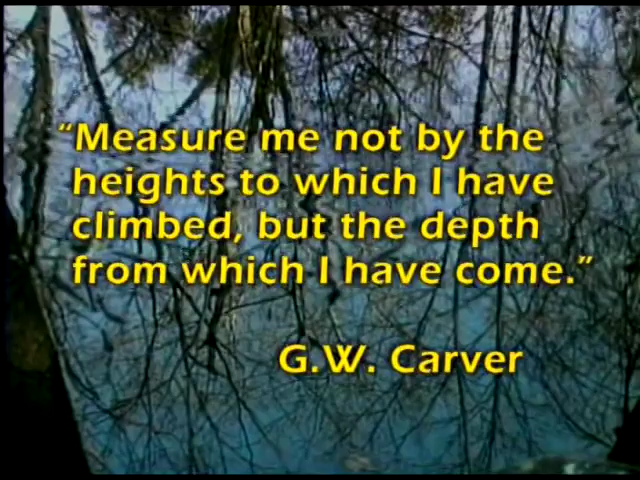 “Measure me not by the
heights to which I have
climbed, but the depth
from which I have come.”
G.W. Carver